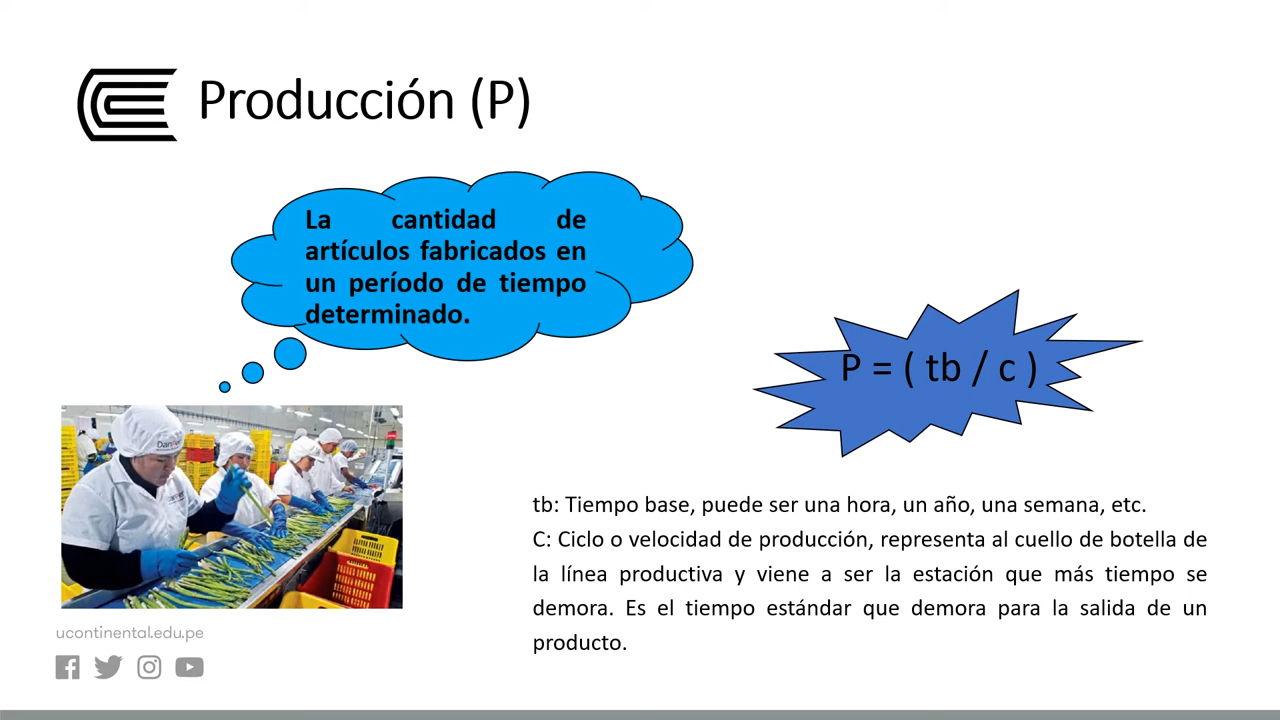 Producción (P)
La cantidad de
artículos fabricados en
un período de tiempo
determinado.
P = ( tb / c )
tb: Tiempo base, puede ser una hora, un año, una semana, etc.
C: Ciclo o velocidad de producción, representa al cuello de botella de
la línea productiva y viene a ser la estación que más tiempo se
demora. Es el tiempo estándar que demora para la salida de un
producto.
ucontinental.edu.pe